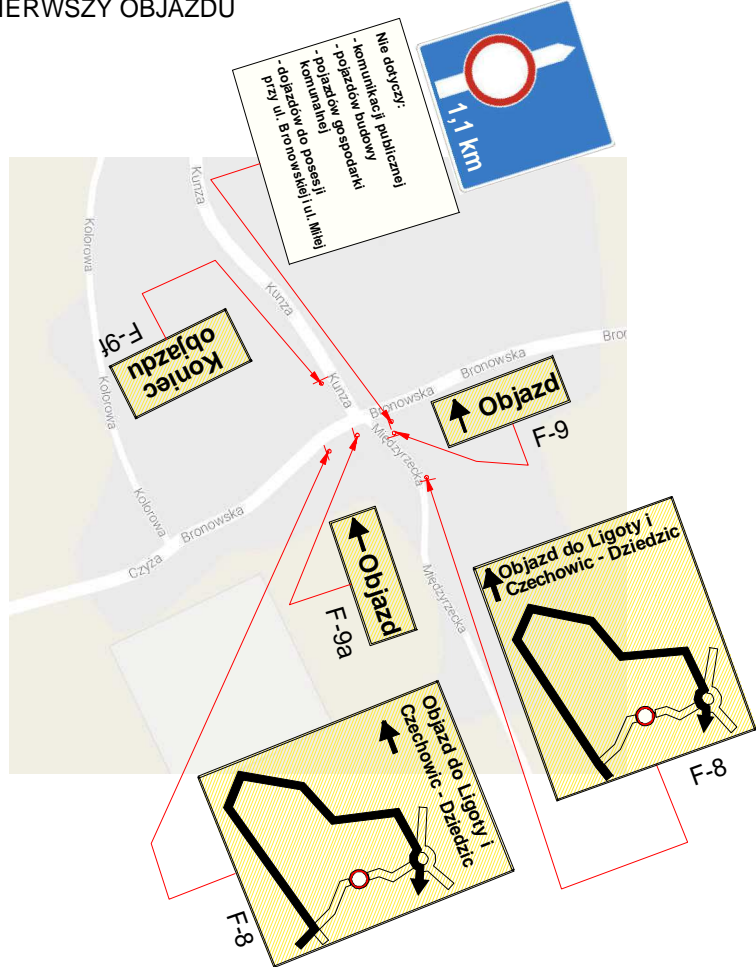 IERWSZY OBJAZDU
Nie dotyczy:
- komunikacji publicznej
- pojazdów budowy
- pojazdów gospodarki
komunalnej
- dojazdów do posesji
przy ul. Bronowskiej i ul. Miłej
1,1 km
Kunza
Kolorowa
Kunza
F-9f
Koniec
objazdu
Kolorowa
Kunza
Bronowska
Bronowska
Bror
Objazd
F-9
Międzyrzecka
Kolorowa
Bronowska
Czyża
Objazd
F-9a
Międzyrzecka
Objazd do Ligoty i
Czechowic - Dziedzic
F-8
Objazd do Ligoty i
Czechowic - Dziedzic
F-8